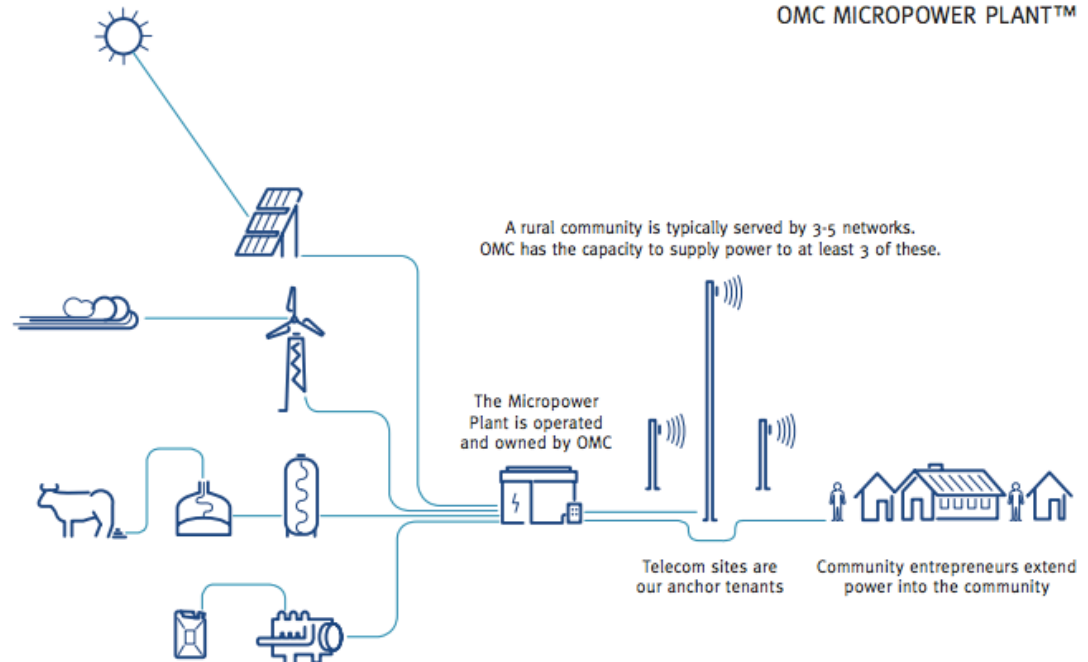 OMC MICROPOWER PLANT™
A rural community is typically served by 3-5 networks.
OMC has the capacity to supply power to at least 3 of these.
The Micropower
Plant is operated
and owned by OMC
Telecom sites are
our anchor tenants
Community entrepreneurs extend
power into the community